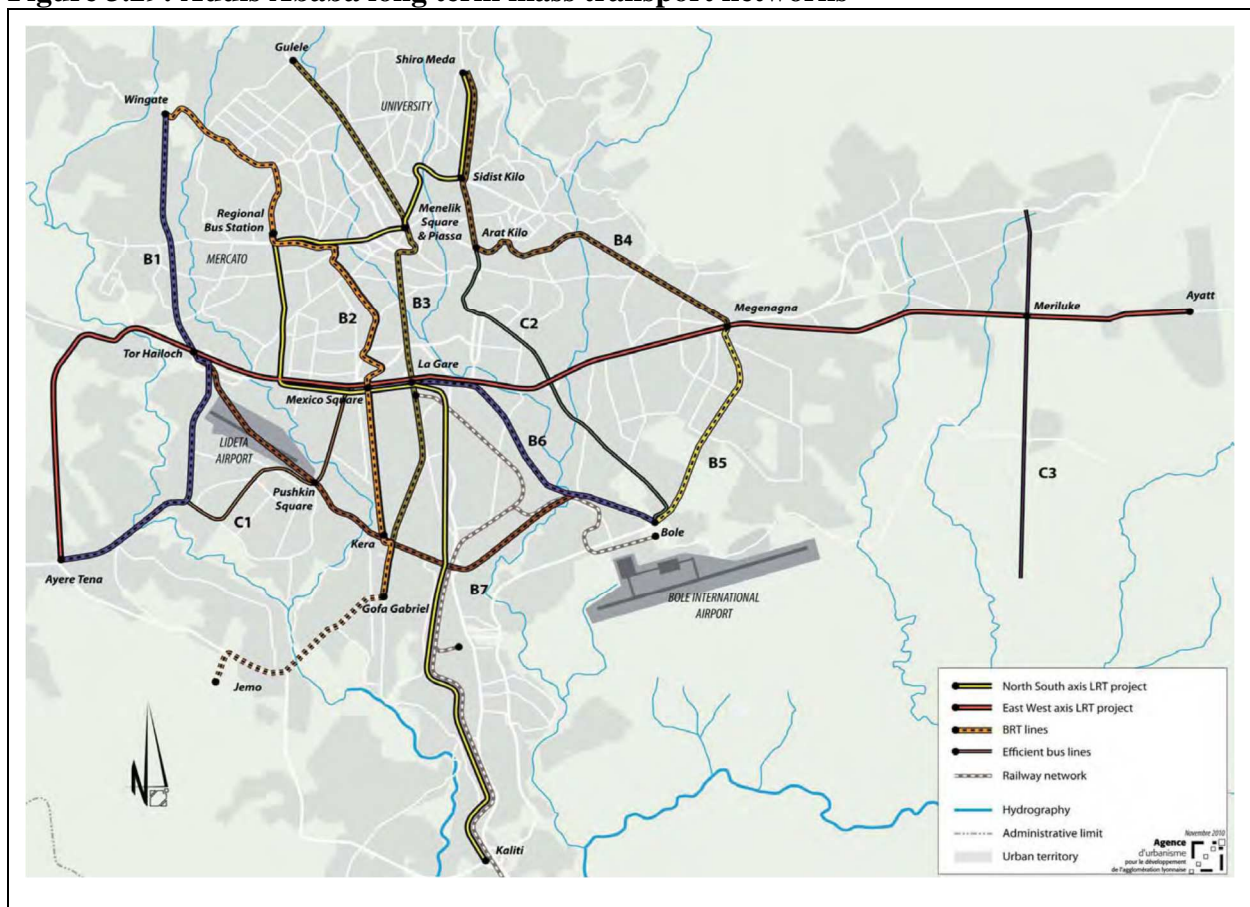 Figure 3.29: Addis Ababa long term mass transport networks
Gulele
Shiro Meda
Wingate
UNIVERSITY
Sidist Kilo
Regional
Bus Station
Menelik
Square
& Piassa
Arat Kilo
B4
B1
MERCATO
B3
Megenagna
Ayatt
Meriluke
B2
C2
Tor Hailoch
La Gare
Mexico Square
B6
LIDETA
AIRPORT
B5
C3
Pushkin
Square
C1
Bole
Kera
Ayere Tena
B7
Gofa Gabriel
BOLE INTERNATIONAL
AIRPORT
Jemo
N
Kaliti
North South axis LRT project
East West axis LRT project
BRT lines
Efficient bus lines
Railway network
Hydrography
Administrative limit
Urban territory
Novembre 2010
Agence
d'urbanisme
pour le développement
de l'agglomération lyonnaise